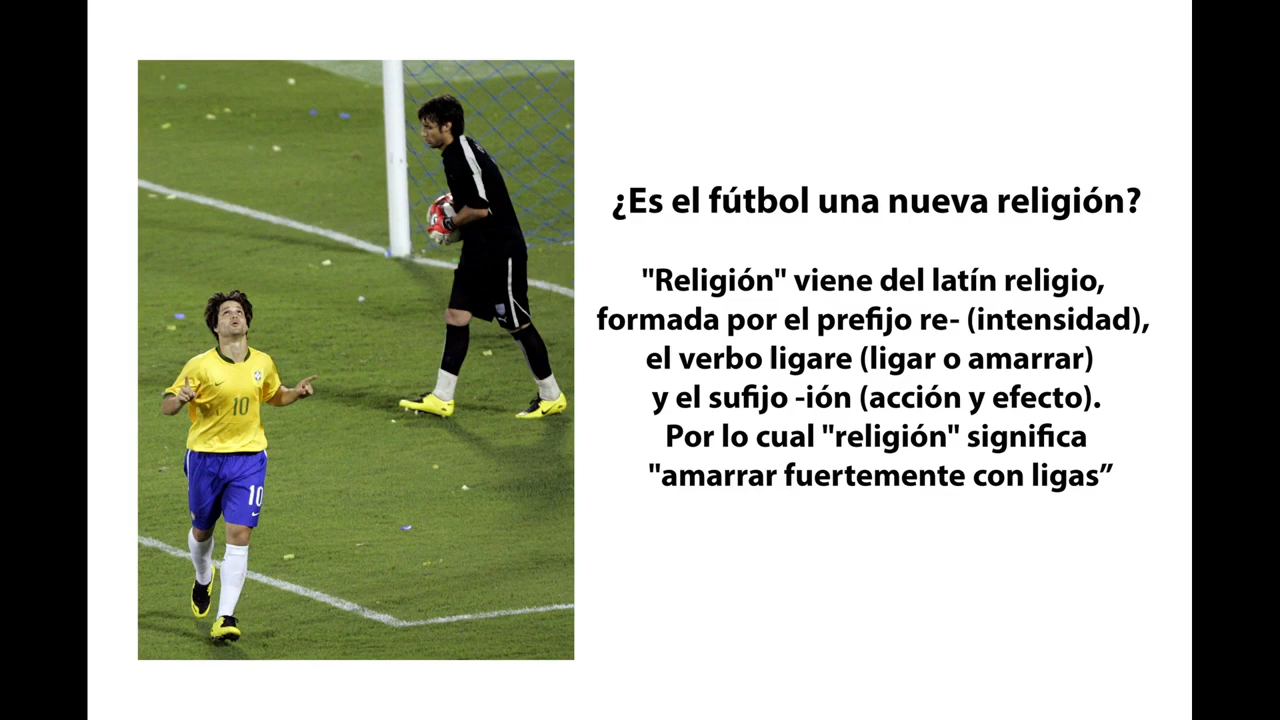 ¿Es el fútbol una nueva religión?
"Religión" viene del latín religio,
formada por el prefijo re- (intensidad),
el verbo ligare (ligar o amarrar)
y el sufijo -ión (acción y efecto).
Por lo cual "religión" significa
"amarrar fuertemente con ligas”
10
10